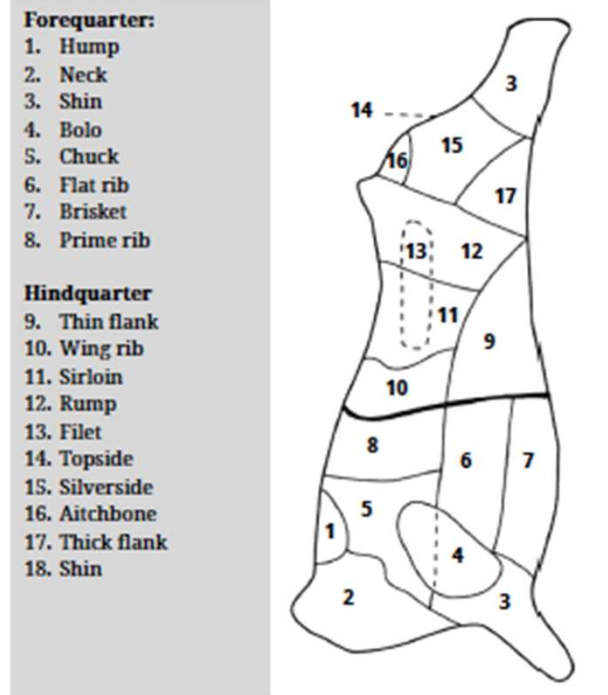 Forequarter:
1. Hump
2. Neck
3. Shin
4. Bolo
5. Chuck
6. Flat rib
7. Brisket
8. Prime rib
Hindquarter
9. Thin flank
10. Wing rib
11. Sirloin
12. Rump
13. Filet
14. Topside
15. Silverside
16. Aitchbone
17. Thick flank
18. Shin
3
14
15
16
17
13 12
11
9
10
8
6 7
5
1
4
2
3